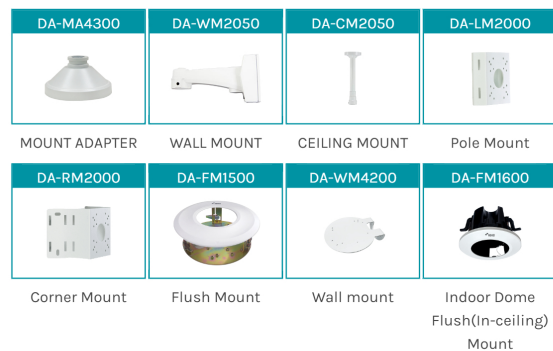 DA-MA4300 DA-WM2050 DA-CM2050 DA-LM2000
MOUNT ADAPTER WALL MOUNT CEILING MOUNT Pole Mount
DA-RM2000 DA-FM1500 DA-WM4200 DA-FM1600
Corner Mount Flush Mount Wall mount Indoor Dome
Flush(In-ceiling)
Mount